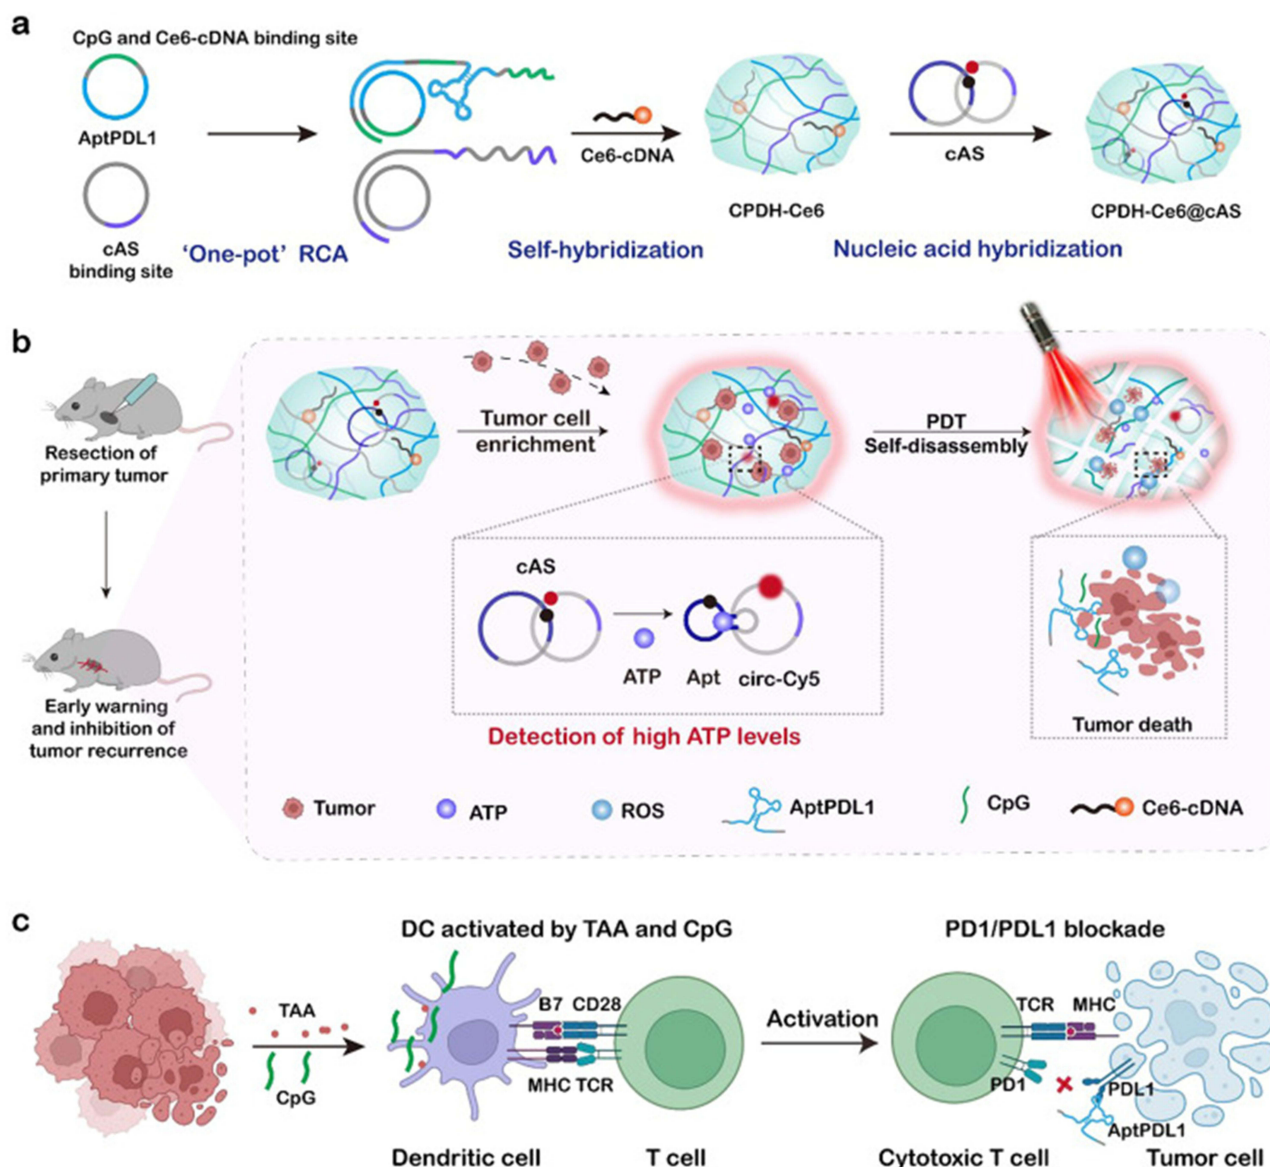 a
CpG and Ce6-cDNA binding site
AptPDL1
cAS
binding site
'One-pot' RCA
Ce6-cDNA
Self-hybridization
CPDH-Ce6
cAS
Nucleic acid hybridization
CPDH-Ce6@cAS
b
Resection of
primary tumor
Early warning
and inhibition of
tumor recurrence
Tumor cell
enrichment
PDT
Self-disassembly
cAS
ATP
Apt
circ-Cy5
Detection of high ATP levels
Tumor death
Tumor
ATP
ROS
AptPDL1
CpG
Ce6-cDNA
c
TAA
CpG
DC activated by TAA and CpG
B7 CD28
MHC TCR
Dendritic cell
T cell
Activation
PD1/PDL1 blockade
TCR
MHC
PD1
PDL1
AptPDL1
Cytotoxic T cell
Tumor cell